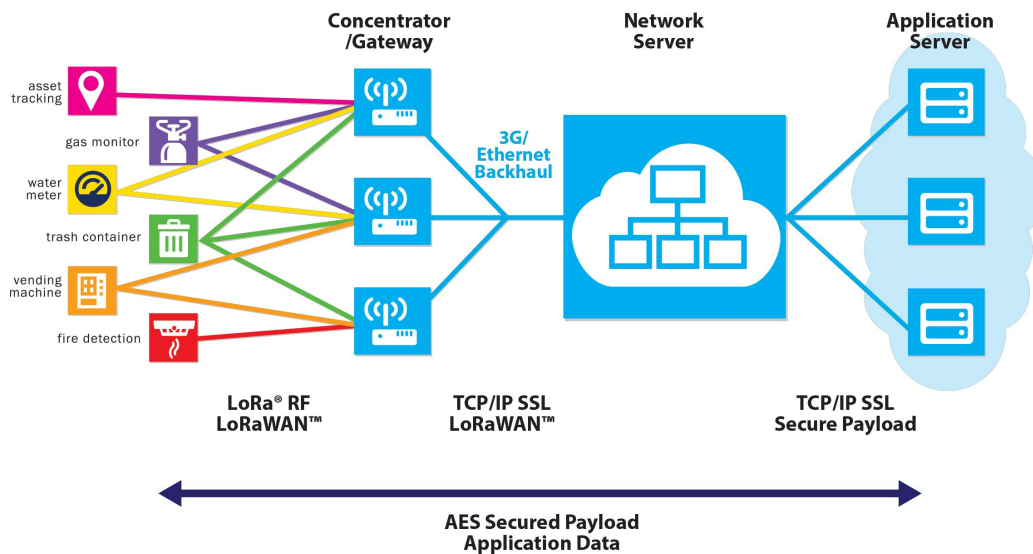 Concentrator
/Gateway
Network
Server
Application
Server
asset
tracking
gas monitor
water
meter
trash container
vending
machine
fire detection
3G/
Ethernet
Backhaul
LoRa® RF
LoRaWAN™
TCP/IP SSL
LoRaWAN™
TCP/IP SSL
Secure Payload
AES Secured Payload
Application Data